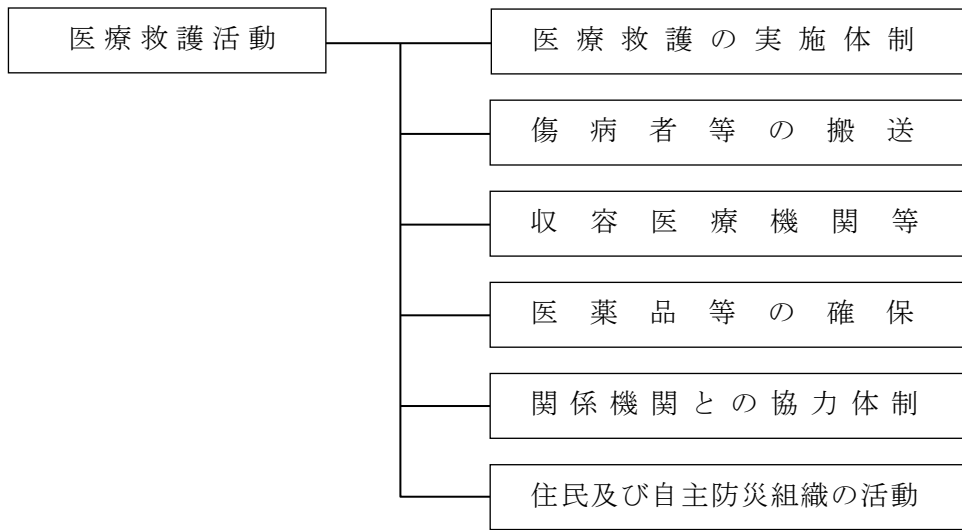 医療救護活動
医療救護の実施体制
傷病者等の搬送
収容医療機関等
医薬品等の確保
関係機関との協力体制
住民及び自主防災組織の活動